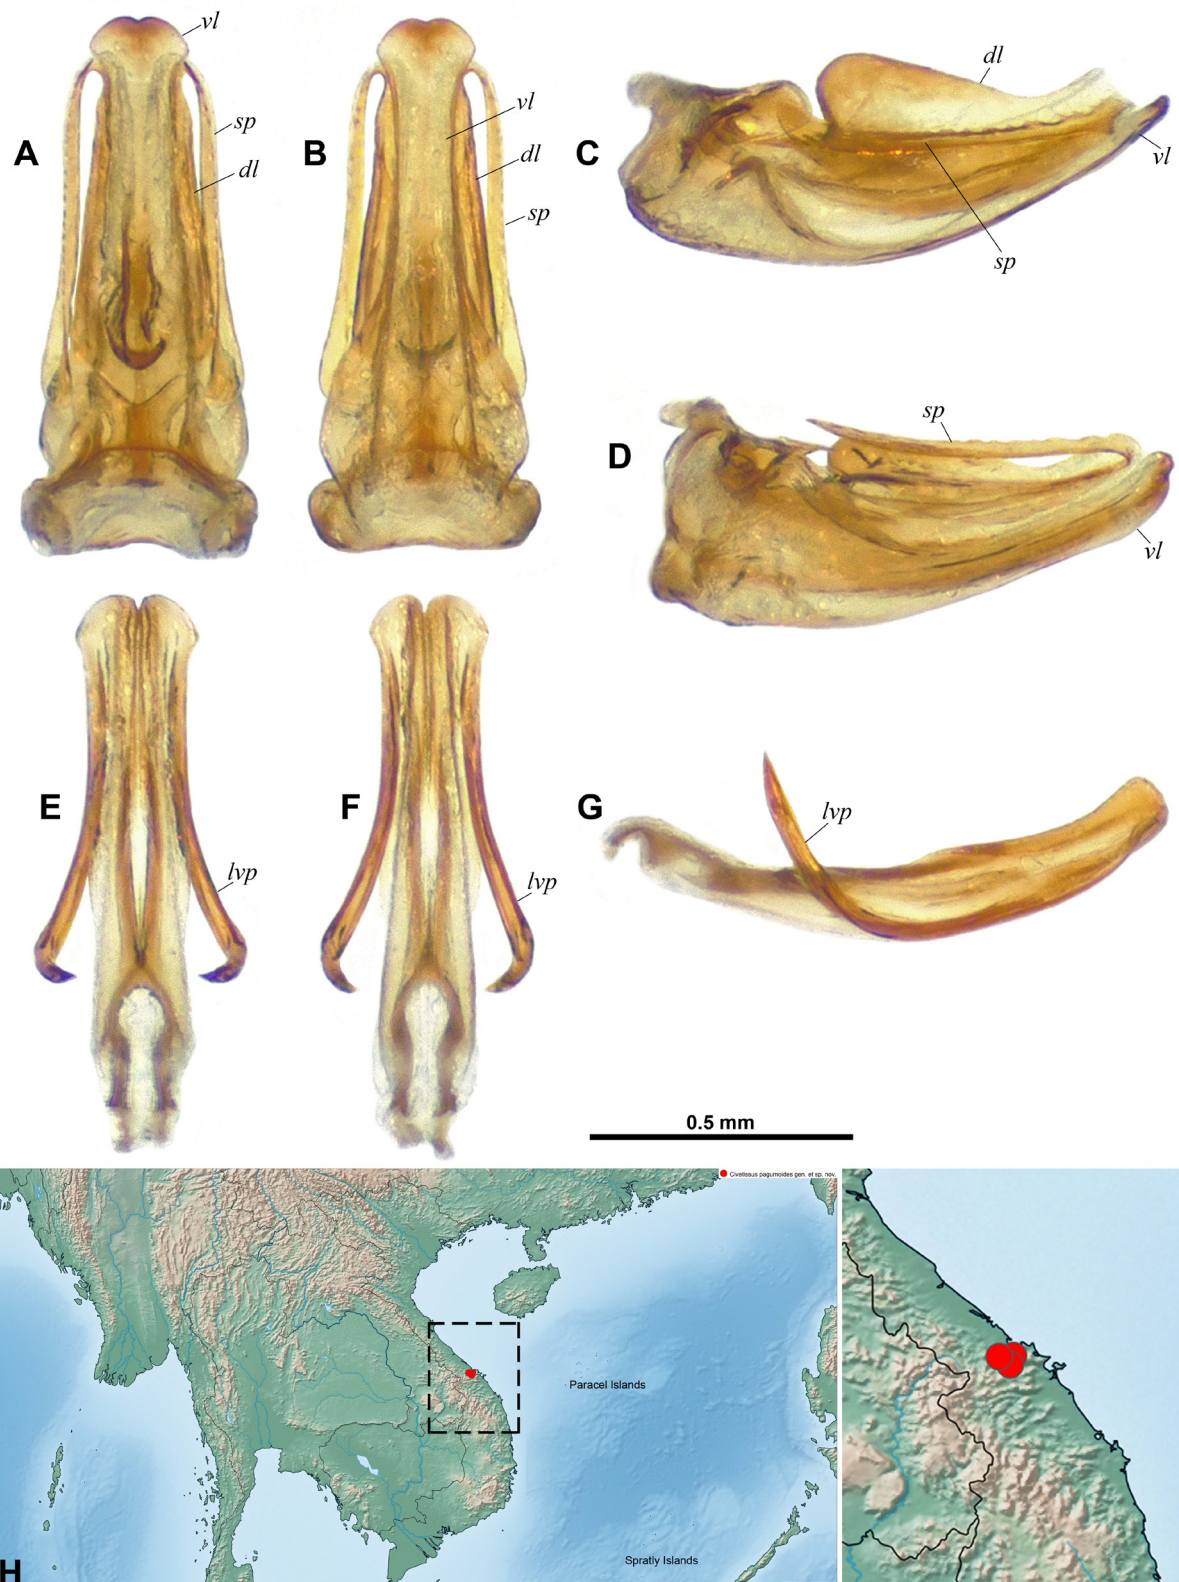 vl
sp
dl
A
vl
dl
sp
B
dl
vl
sp
C
sp
vl
D
lvp
E
lvp
F
lvp
G
0.5 mm
Civetissus pagumoides gen. et sp. nov.
Paracel Islands
Spratly Islands
H